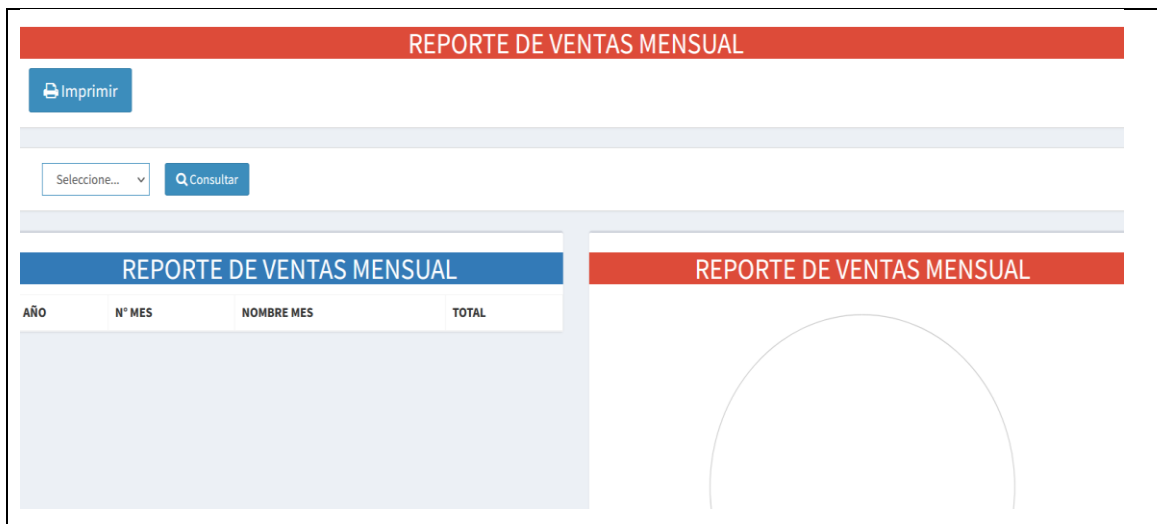 REPORTE DE VENTAS MENSUAL
Imprimir
Seleccione... Consultar
REPORTE DE VENTAS MENSUAL
AÑO N° MES NOMBRE MES TOTAL
REPORTE DE VENTAS MENSUAL